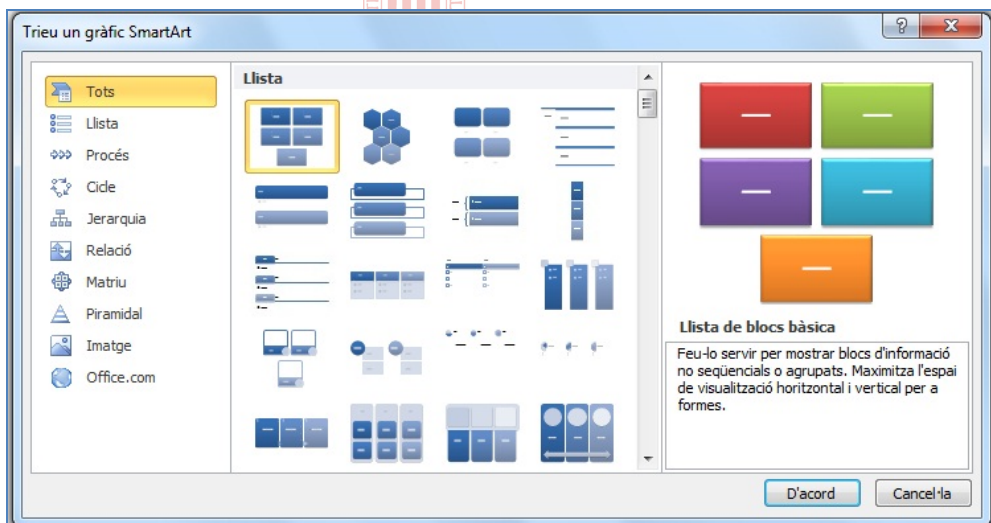 Trieu un gràfic SmartArt
Tots
Llista
Procés
Cicle
Jerarquia
Relació
Matriu
Piramidal
Imatge
Office.com
Llista
Llista de blocs bàsica
Feu-lo servir per mostrar blocs d'informació
no seqüencials o agrupats. Maximitza l'espai
de visualització horitzontal i vertical per a
formes.
D'acord
Cancel·la